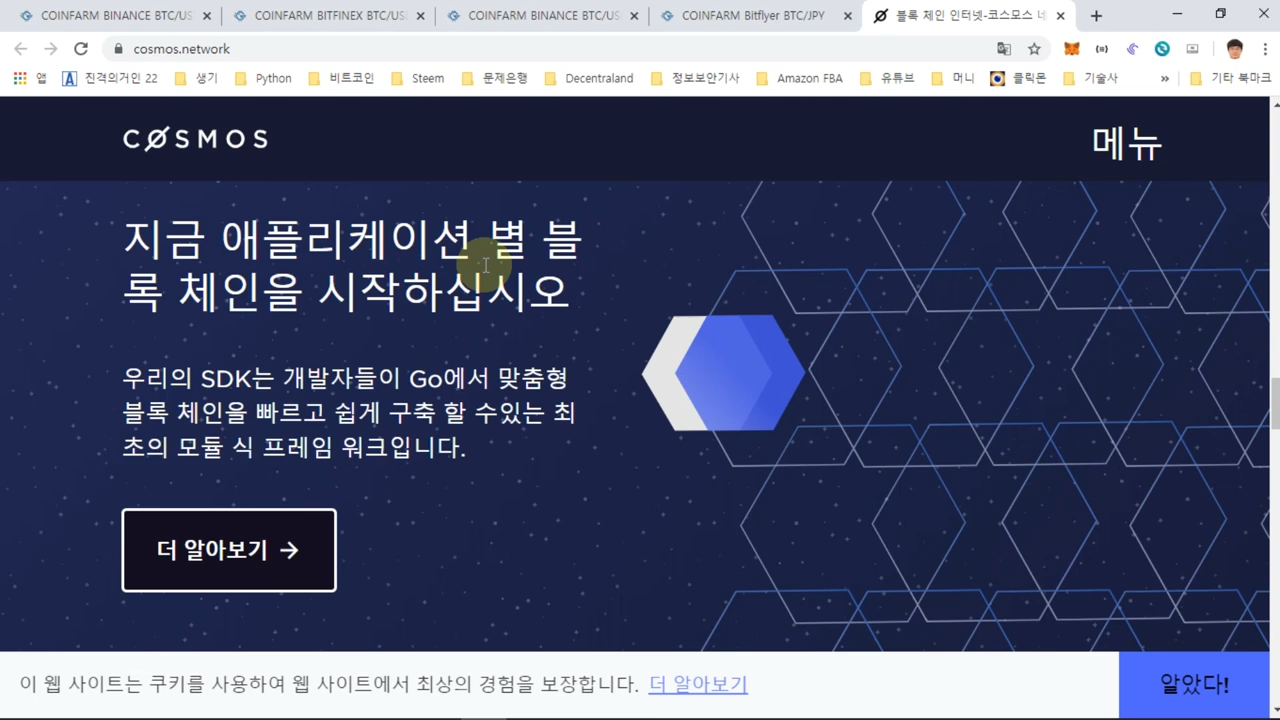 COINFARM BINANCE BTC/US
COINFARM BITFINEX BTC/US
COINFARM BINANCE BTC/US
COINFARM Bitflyer BTC/JPY
블록 체인 인터넷-코스모스 네
cosmos.network
앱
진격의거인 22
생기
Python
비트코인
Steem
문제은행
Decentraland
정보보안기사
Amazon FBA
유튜브
머니
클릭몬
기술사
»
기타 북마크
COSMOS
메뉴
지금 애플리케이션 별 블
록 체인을 시작하십시오
우리의 SDK는 개발자들이 Go에서 맞춤형
블록 체인을 빠르고 쉽게 구축 할 수있는 최
초의 모듈 식 프레임 워크입니다.
더 알아보기 →
이 웹 사이트는 쿠키를 사용하여 웹 사이트에서 최상의 경험을 보장합니다. 더 알아보기
알았다!